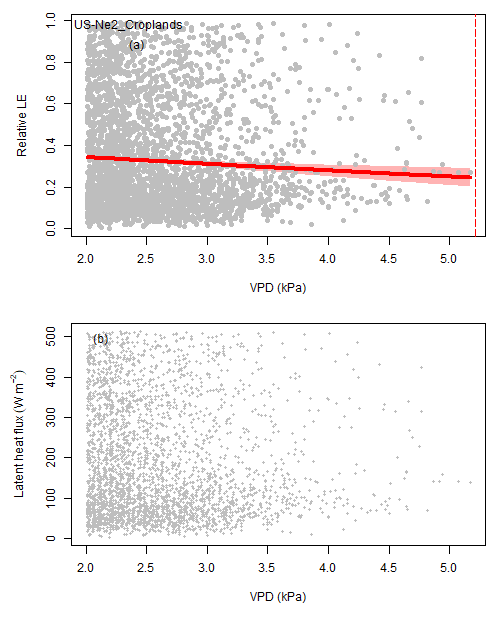 US-Ne2_Croplands
(a)
Relative LE
0.0 0.2 0.4 0.6 0.8 1.0
2.0 2.5 3.0 3.5 4.0 4.5 5.0
VPD (kPa)
(b)
Latent heat flux (W m⁻²)
0 100 200 300 400 500
2.0 2.5 3.0 3.5 4.0 4.5 5.0
VPD (kPa)